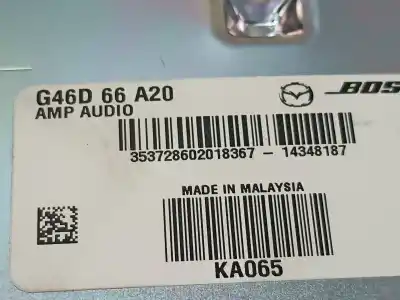 G46D 66 A20
AMP AUDIO
BOS
353728602018367 - 14348187
MADE IN MALAYSIA
KA065